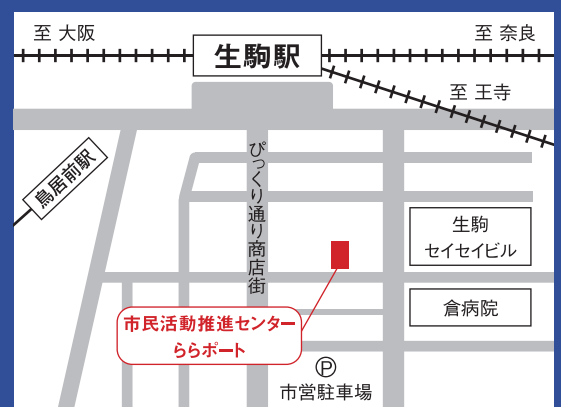 至 大阪
至 奈良
生駒駅
至 王寺
鳥居前駅
ぴっくり通り商店街
生駒
セイセイビル
倉病院
市民活動推進センター
ららポート
P
市営駐車場